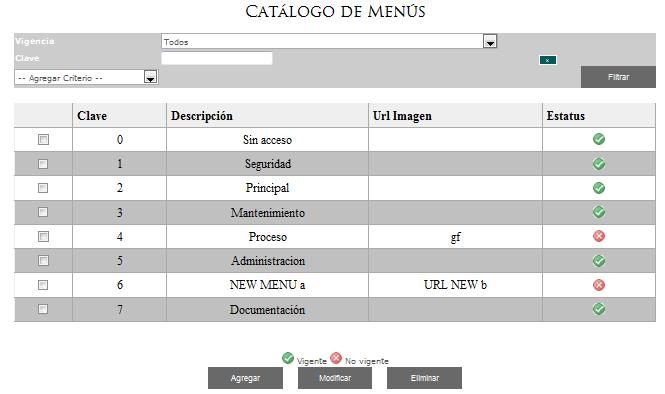 Catálogo de Menús
Vigencia Todos
Clave x
-- Agregar Criterio -- Filtrar
Clave Descripción Url Imagen Estatus
0 Sin acceso
1 Seguridad
2 Principal
3 Mantenimiento
4 Proceso gf
5 Administracion
6 NEW MENU a URL NEW b
7 Documentación
Vigente No vigente
Agregar Modificar Eliminar